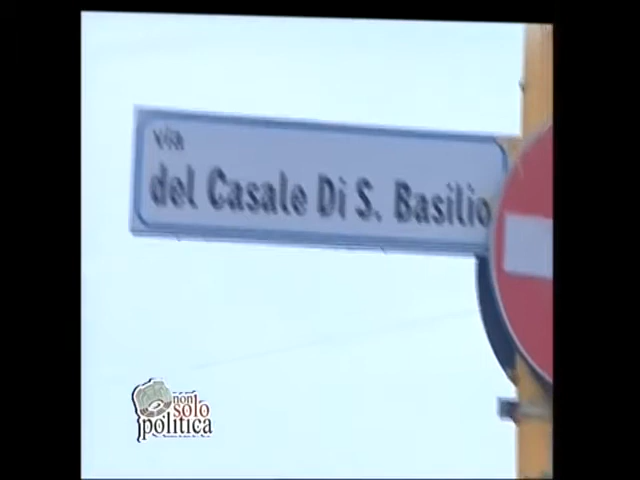 via
del Casale Di S. Basilio
non
solo
politica